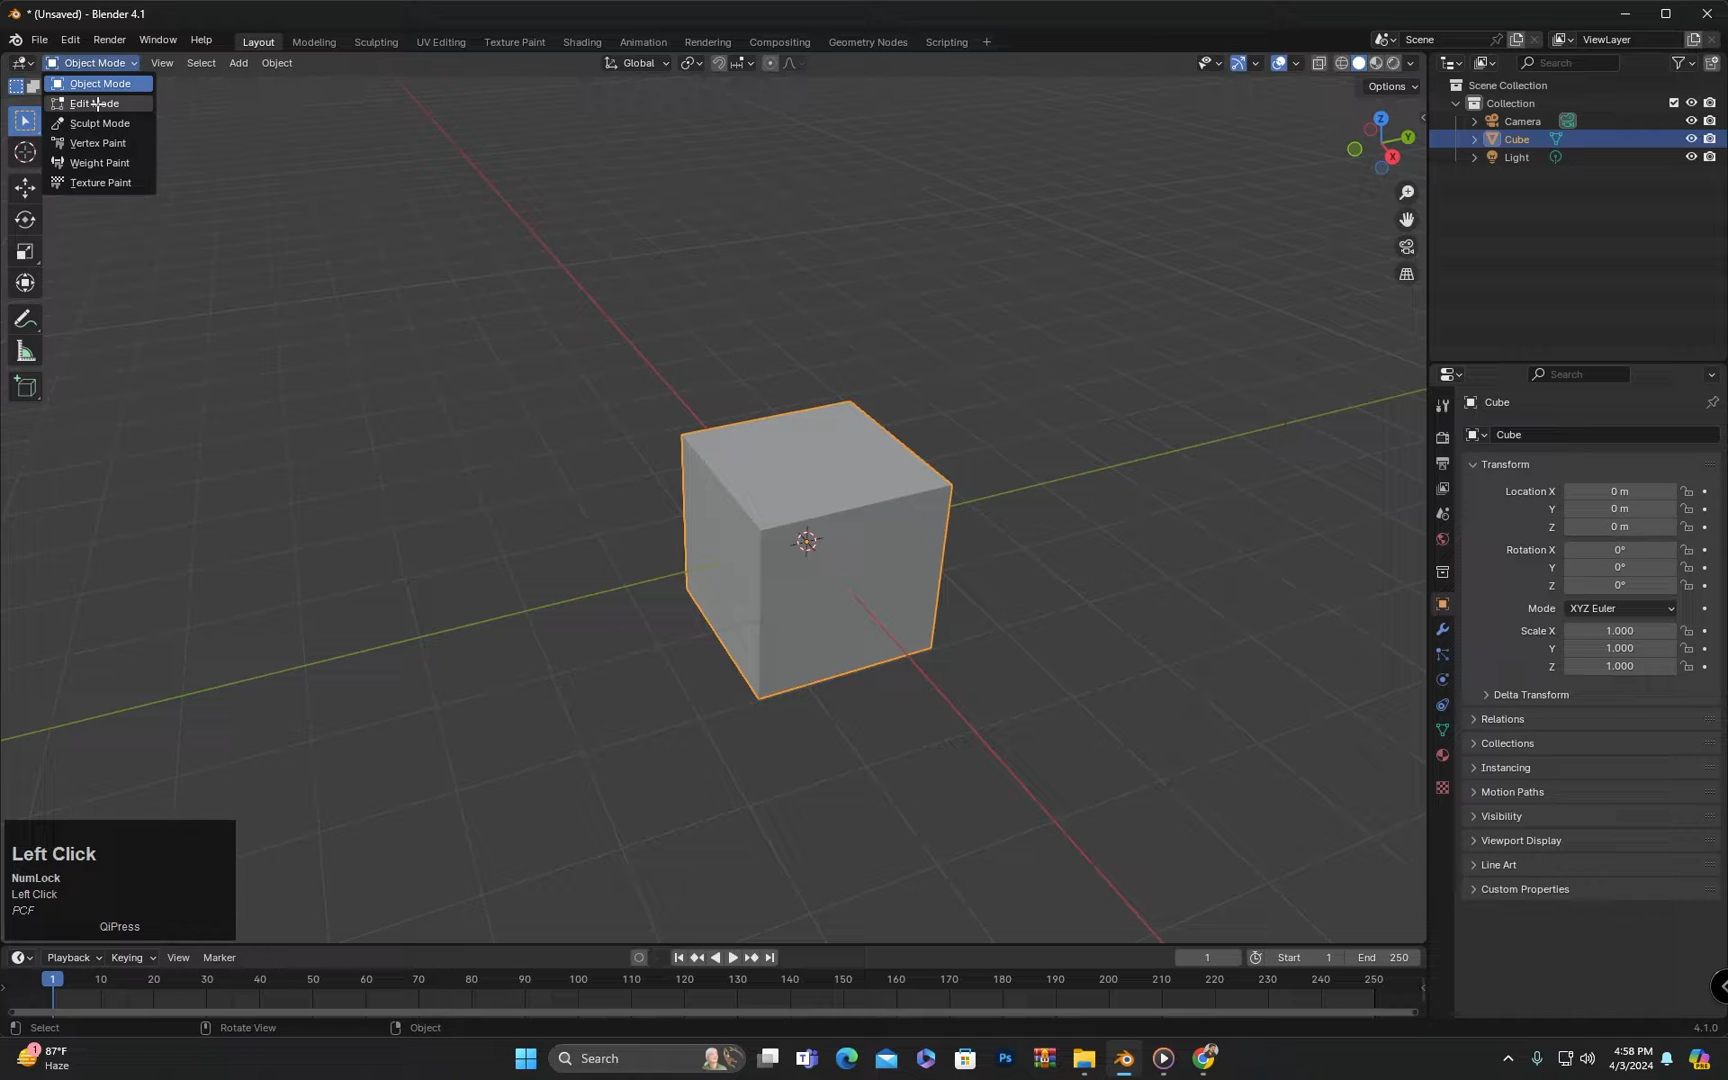 * (Unsaved) - Blender 4.1
File Edit Render Window Help
Layout Modeling Sculpting UV Editing Texture Paint Shading Animation Rendering Compositing Geometry Nodes Scripting +
Scene
ViewLayer
Object Mode View Select Add Object
Global
Search
Object Mode
Edit Mode
Sculpt Mode
Vertex Paint
Weight Paint
Texture Paint
Options
Z
Y
X
Scene Collection
Collection
Camera
Cube
Light
Search
Cube
Cube
Transform
Location X 0 m
Y 0 m
Z 0 m
Rotation X 0°
Y 0°
Z 0°
Mode XYZ Euler
Scale X 1.000
Y 1.000
Z 1.000
Delta Transform
Relations
Collections
Instancing
Motion Paths
Visibility
Viewport Display
Line Art
Custom Properties
Left Click
NumLock
Left Click
PCF
QiPress
Playback Keying View Marker
1 Start 1 End 250
1 10 20 30 40 50 60 70 80 90 100 110 120 130 140 150 160 170 180 190 200 210 220 230 240 250
Select Rotate View Object 4.1.0
1
87°F
Haze
Search
Ps
4:58 PM
4/3/2024
PRE